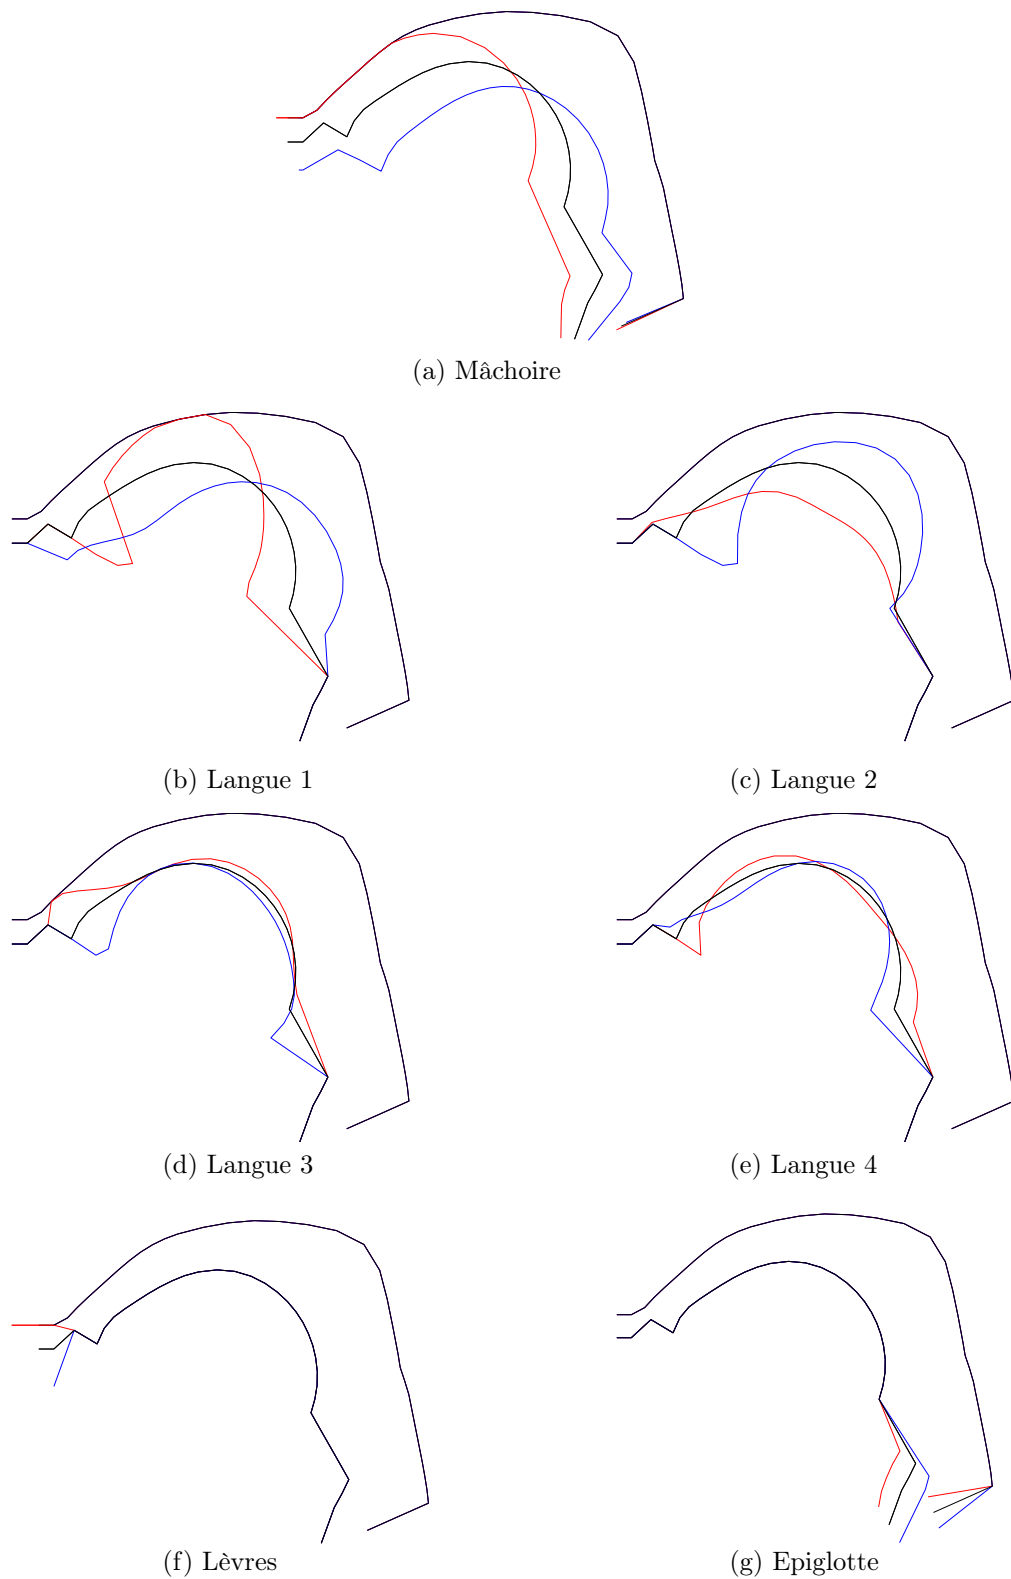 (a) Mâchoire
(b) Langue 1
(c) Langue 2
(d) Langue 3
(e) Langue 4
(f) Lèvres
(g) Epiglotte